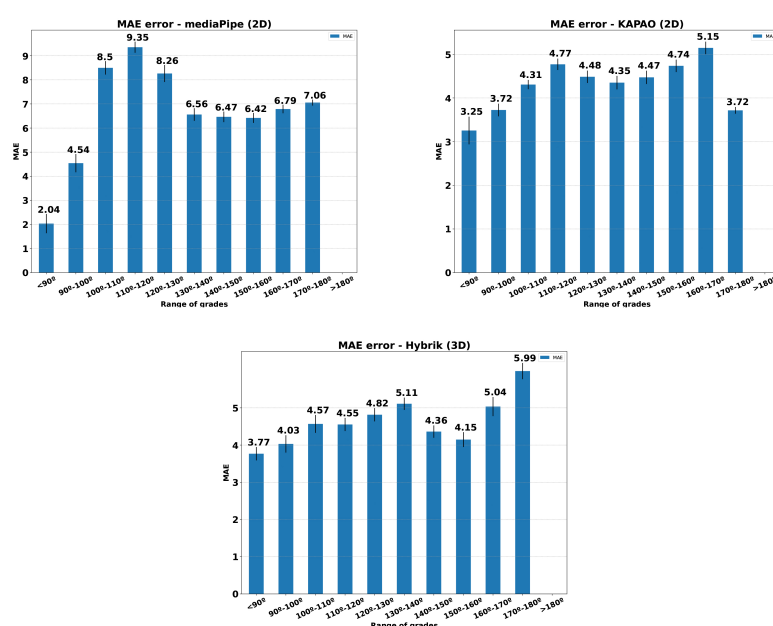 MAE error - mediaPipe (2D)
MAE
9.35
8.5
8.26
7.06
6.79
6.56
6.47
6.42
4.54
2.04
9
8
7
6
5
4
3
2
1
0
MAE
<90º
90º-100º
100º-110º
110º-120º
120º-130º
130º-140º
140º-150º
150º-160º
160º-170º
170º-180º
>180º
Range of grades
MAE error - KAPAO (2D)
5.15
4.77
4.74
4.48
4.47
4.35
4.31
3.72
3.72
3.25
5
4
3
2
1
0
MAE
<90º
90º-100º
100º-110º
110º-120º
120º-130º
130º-140º
140º-150º
150º-160º
160º-170º
170º-180º
Range of grades
MAE error - Hybrik (3D)
MAE
5.99
5.11
5.04
4.82
4.57
4.55
4.36
4.15
4.03
3.77
5
4
3
2
1
0
MAE
<90º
90º-100º
100º-110º
110º-120º
120º-130º
130º-140º
140º-150º
150º-160º
160º-170º
170º-180º
>180º
Range of grades